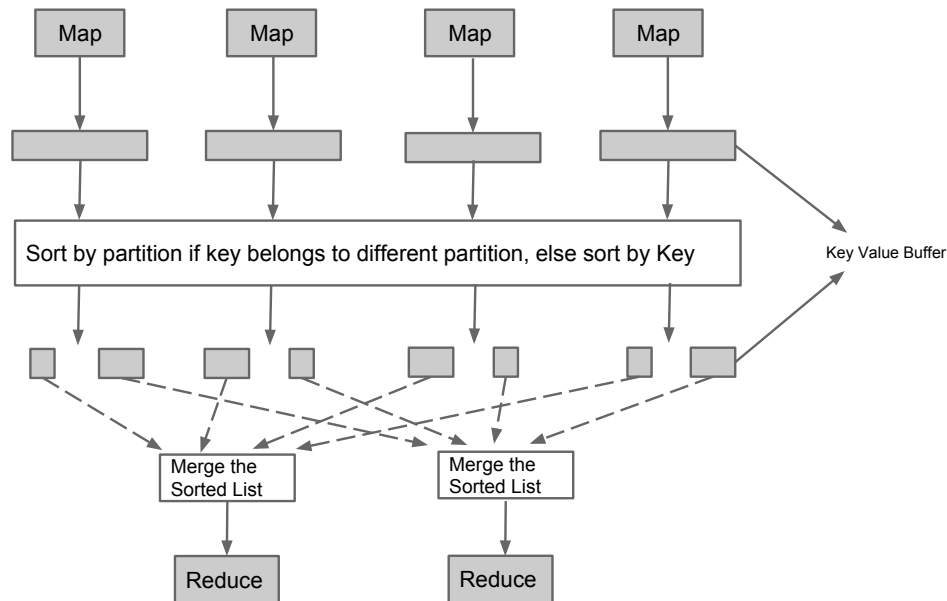 Map
Map
Map
Map
Sort by partition if key belongs to different partition, else sort by Key
Key Value Buffer
Merge the
Sorted List
Merge the
Sorted List
Reduce
Reduce